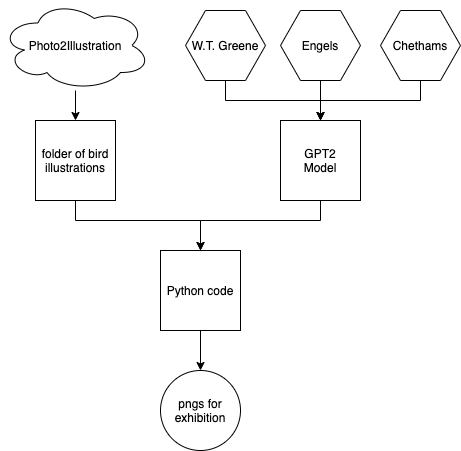 Photo2Illustration
W.T. Greene
Engels
Chethams
folder of bird
illustrations
GPT2
Model
Python code
pngs for
exhibition